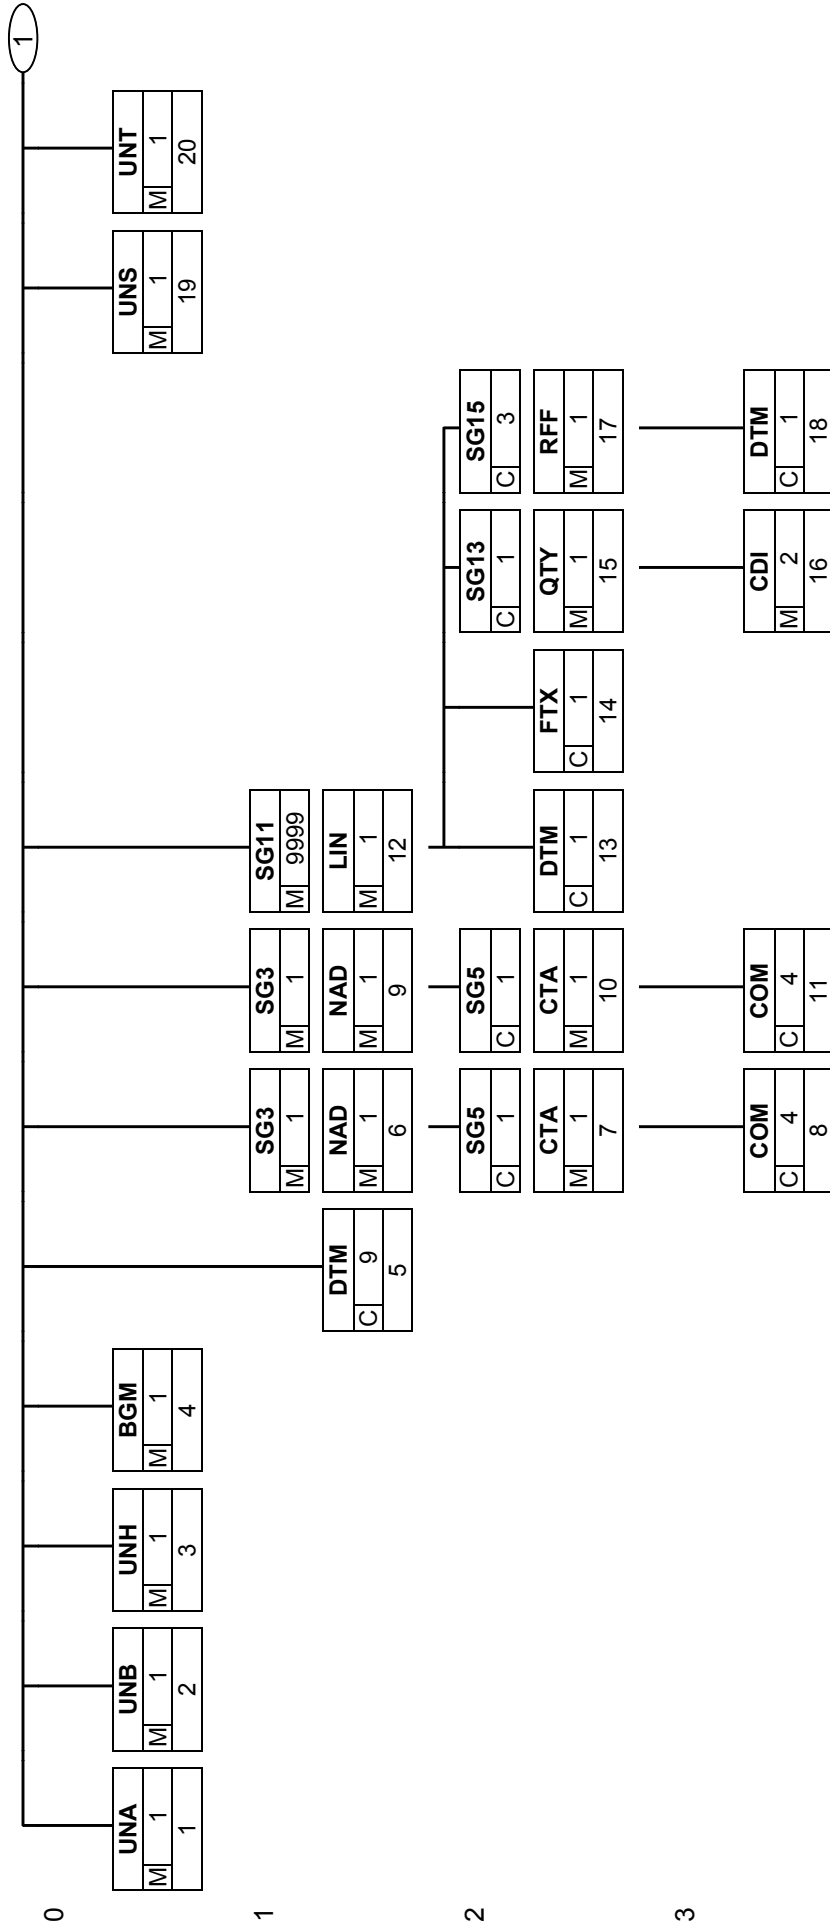 1
0
UNA
M 1
1
UNB
M 1
2
UNH
M 1
3
BGM
M 1
4
UNS
M 1
19
UNT
M 1
20
1
DTM
C 9
5
SG3
M 1
NAD
M 1
6
SG3
M 1
NAD
M 1
9
SG11
M 9999
LIN
M 1
12
2
SG5
C 1
CTA
M 1
7
SG5
C 1
CTA
M 1
10
DTM
C 1
13
FTX
C 1
14
SG13
C 1
QTY
M 1
15
SG15
C 3
RFF
M 1
17
3
COM
C 4
8
COM
C 4
11
CDI
M 2
16
DTM
C 1
18